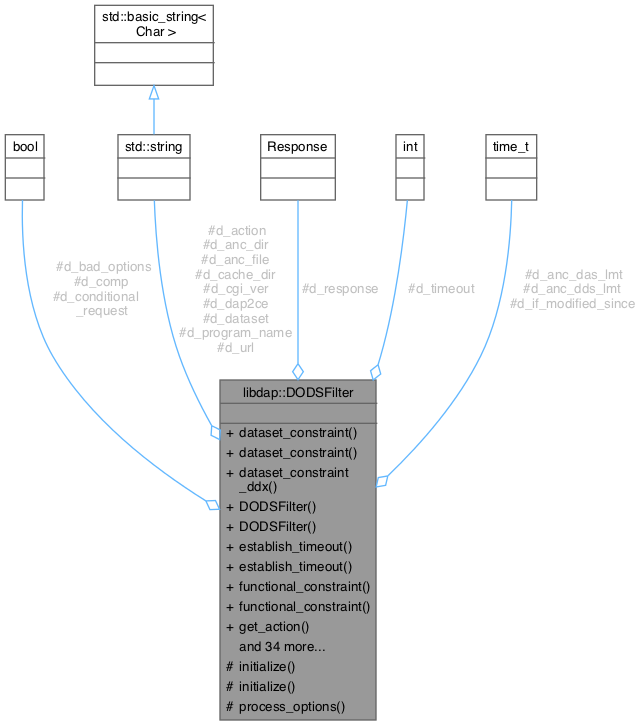 std::basic_string<
Char >
bool
std::string
Response
int
time_t
#d_bad_options
#d_comp
#d_conditional
_request
#d_action
#d_anc_dir
#d_anc_file
#d_cache_dir
#d_cgi_ver
#d_dap2ce
#d_dataset
#d_program_name
#d_url
#d_response
#d_timeout
#d_anc_das_lmt
#d_anc_dds_lmt
#d_if_modified_since
libdap::DODSFilter
+ dataset_constraint()
+ dataset_constraint()
+ dataset_constraint
_ddx()
+ DODSFilter()
+ DODSFilter()
+ establish_timeout()
+ establish_timeout()
+ functional_constraint()
+ functional_constraint()
+ get_action()
and 34 more...
# initialize()
# initialize()
# process_options()